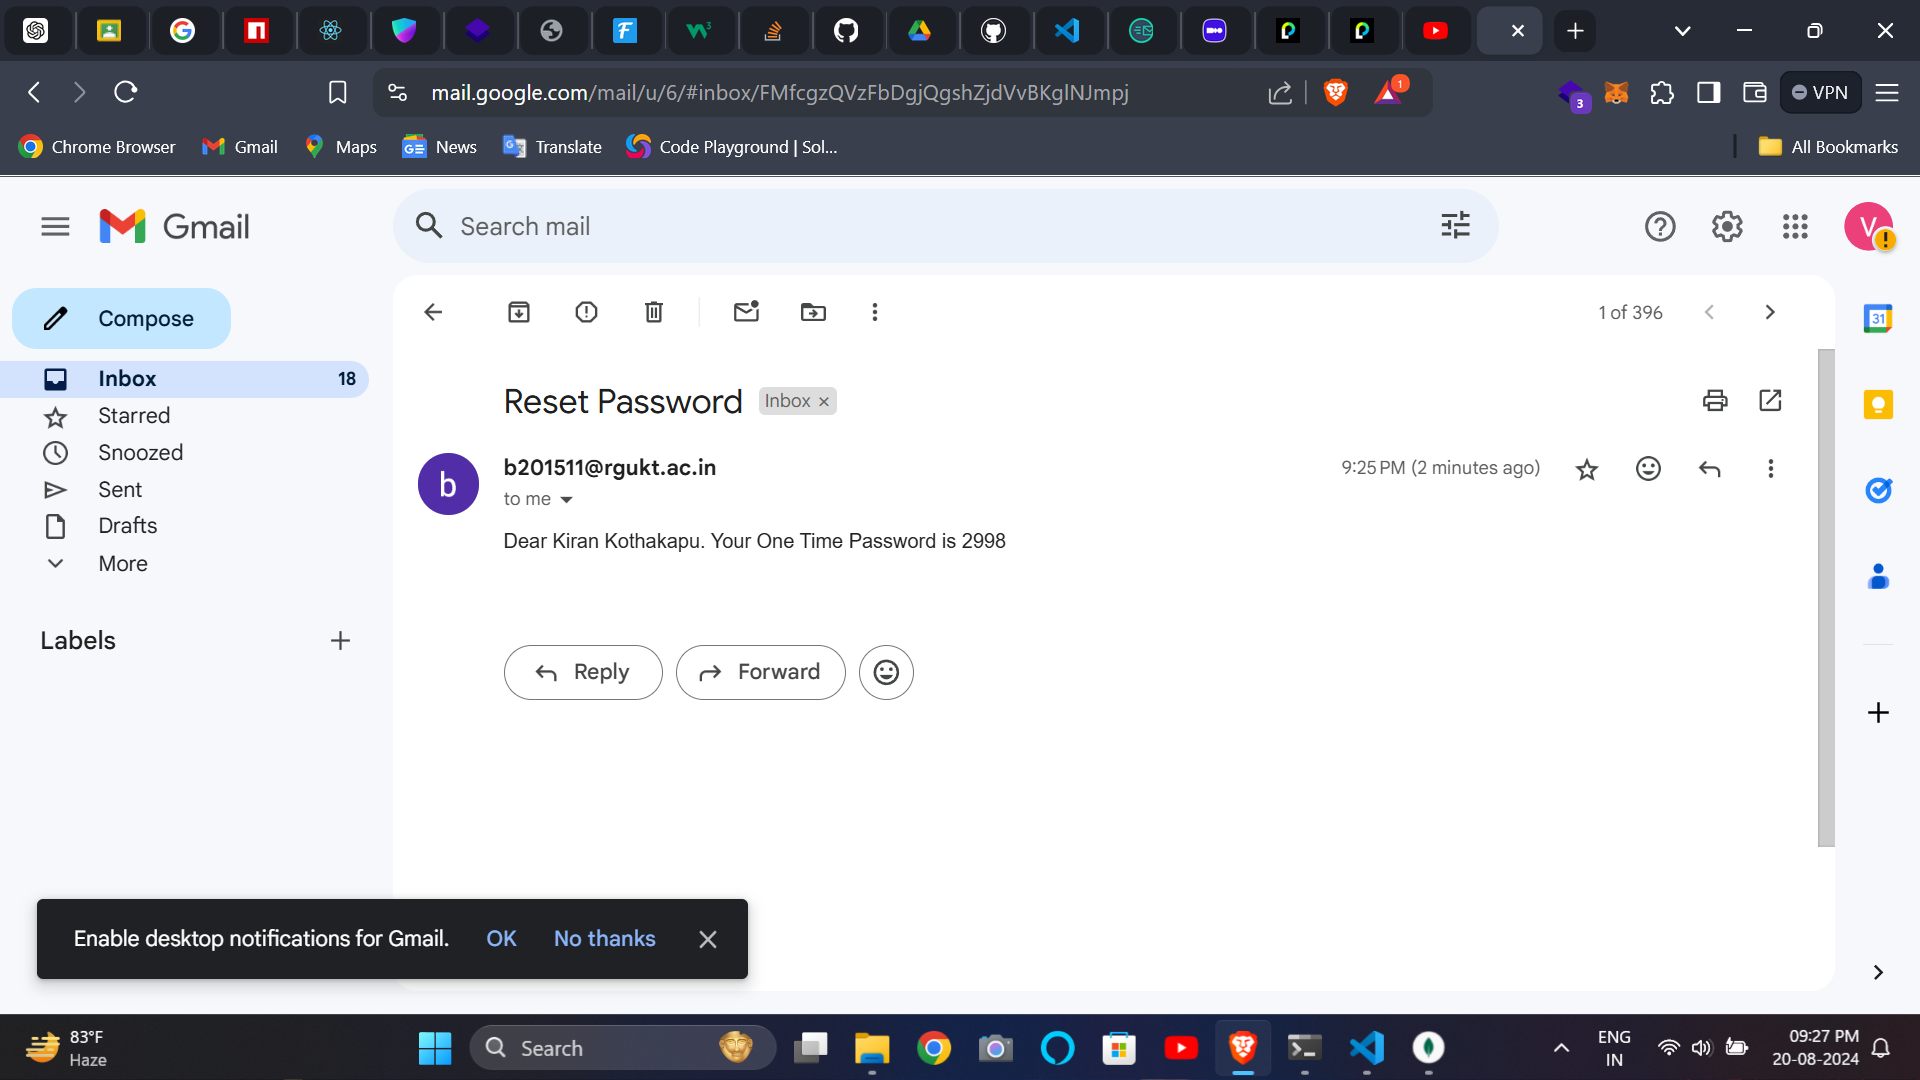 mail.google.com/mail/u/6/#inbox/FMfcgzQVzFbDgjQgshZjdVvBKglNJmpj
1
3
VPN
Chrome Browser
Gmail
Maps
News
Translate
Code Playground | Sol...
All Bookmarks
Gmail
Search mail
V
Compose
1 of 396
31
Inbox 18
Starred
Snoozed
Sent
Drafts
More
Labels
Reset Password
Inbox ×
b
b201511@rgukt.ac.in
9:25 PM (2 minutes ago)
to me
Dear Kiran Kothakapu. Your One Time Password is 2998
Reply
Forward
Enable desktop notifications for Gmail. OK No thanks
83°F
Haze
Search
ENG
IN
09:27 PM
20-08-2024